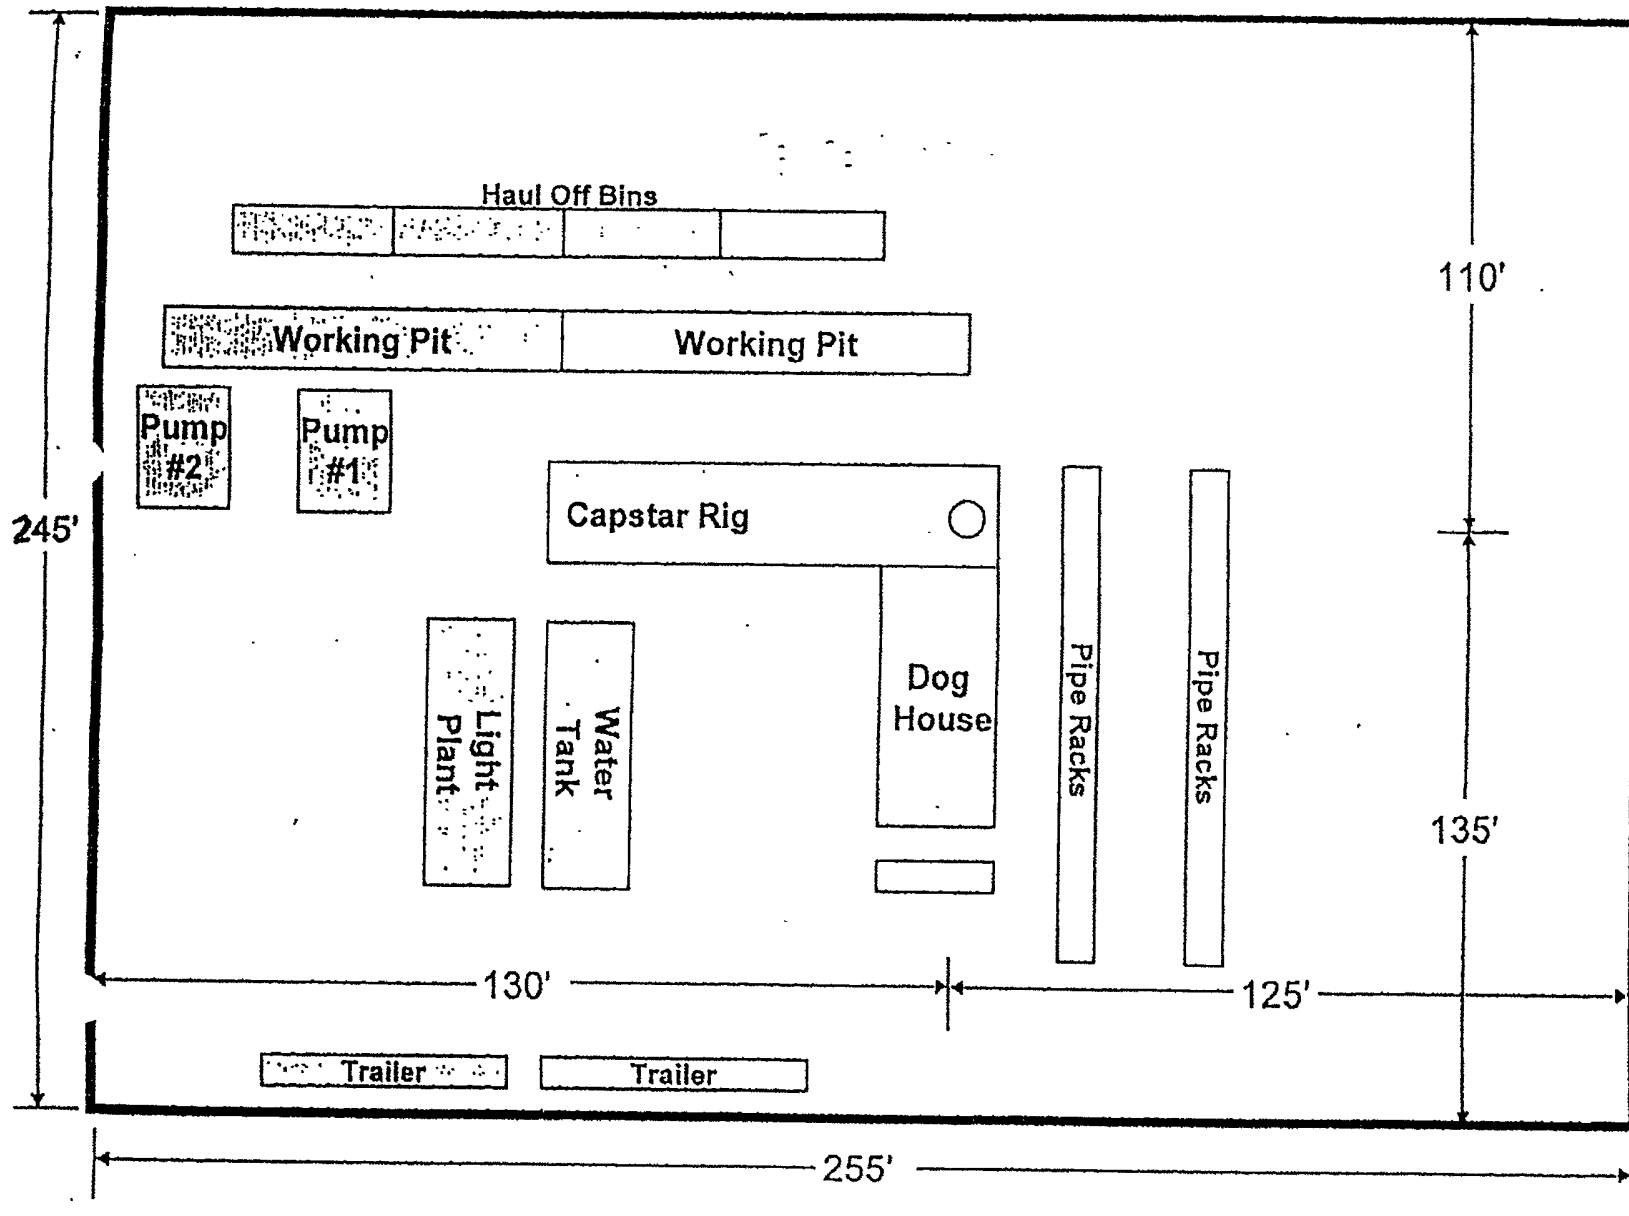 Haul Off Bins
110'
Working Pit
Working Pit
Pump
#2
Pump
#1
Capstar Rig
245'
Light
Plant
Water
Tank
Dog
House
Pipe Racks
Pipe Racks
135'
130'
125'
Trailer
Trailer
255'